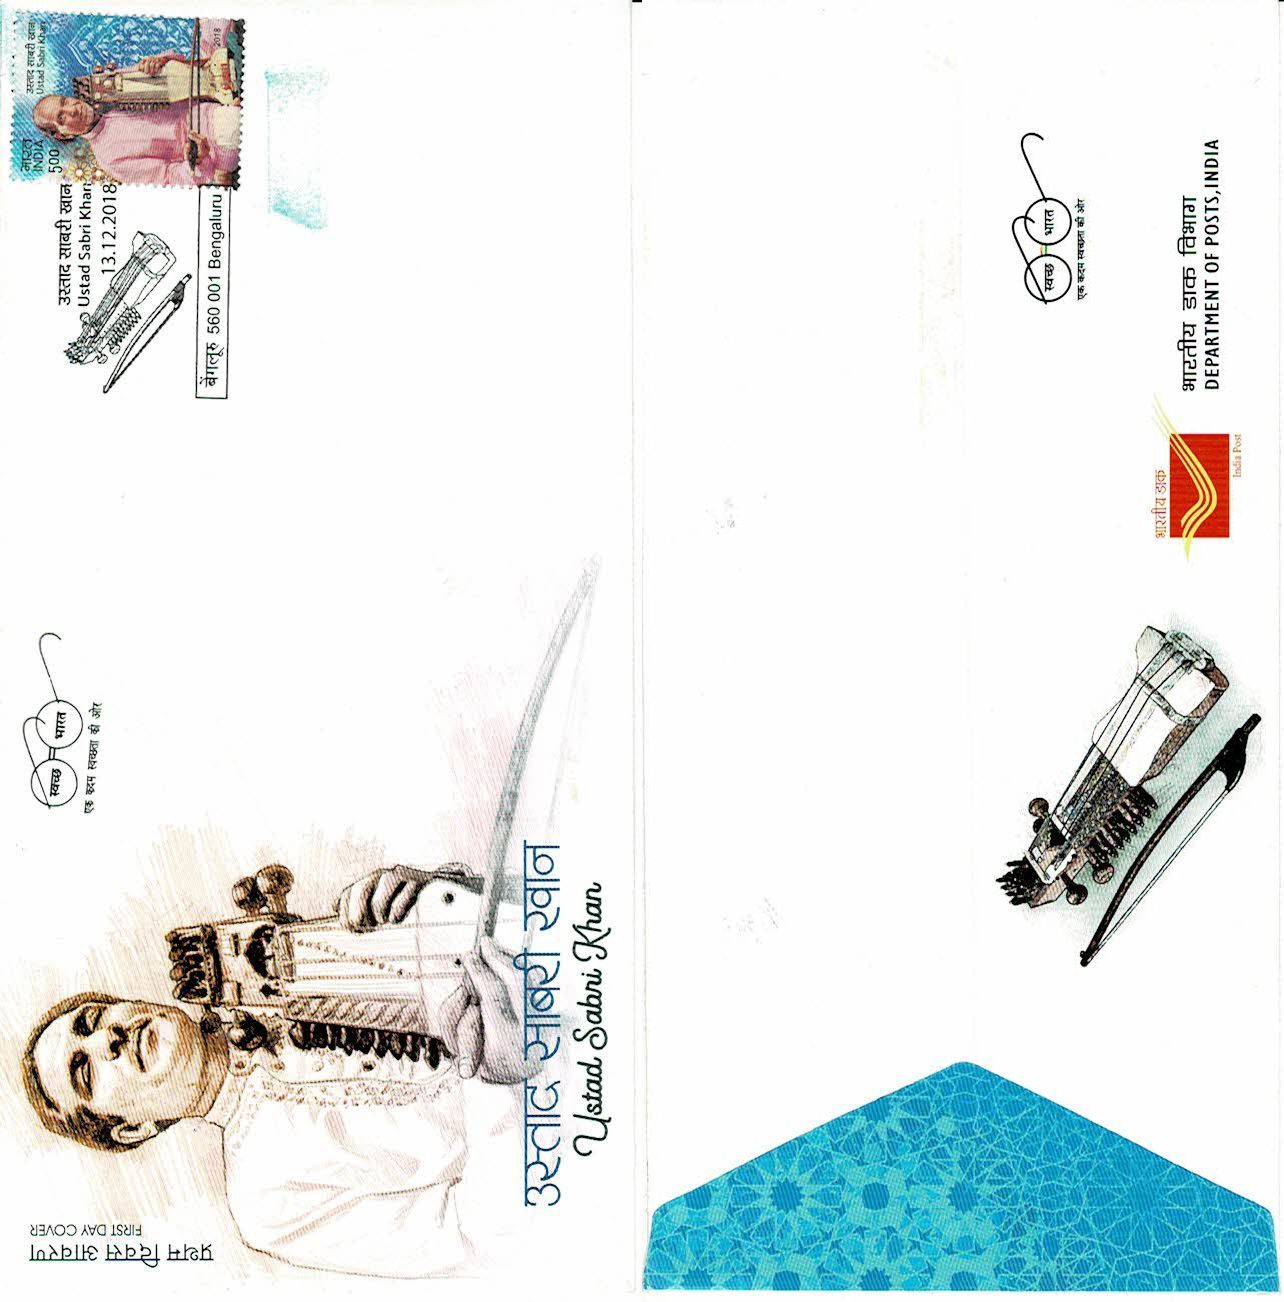 प्रथम दिवस आवरण
FIRST DAY COVER
स्वच्छ भारत
एक कदम स्वच्छता की ओर
उस्ताद साबरी खान
Ustad Sabri Khan
13.12.2018
बेंगलूरु 560 001 Bengaluru
भारत
INDIA
500
उस्ताद साबरी खान
Ustad Sabri Khan
2018
उस्ताद साबरी खान
Ustad Sabri Khan
स्वच्छ भारत
एक कदम स्वच्छता की ओर
भारतीय डाक
India Post
भारतीय डाक विभाग
DEPARTMENT OF POSTS,INDIA